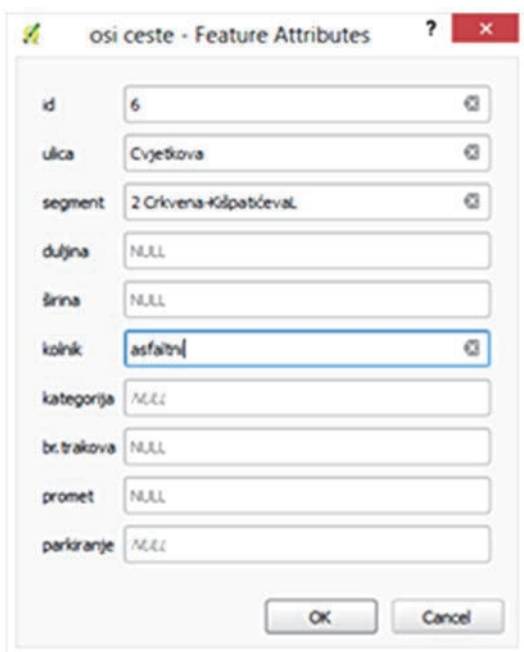 osi ceste - Feature Attributes ?
id 6
ulica Cvjetkova
segment 2 Crkvena-KišpatićevaL
duljina NULL
širina NULL
kolnik asfaltni
kategorija NULL
br.trakova NULL
promet NULL
parkiranje NULL
OK Cancel